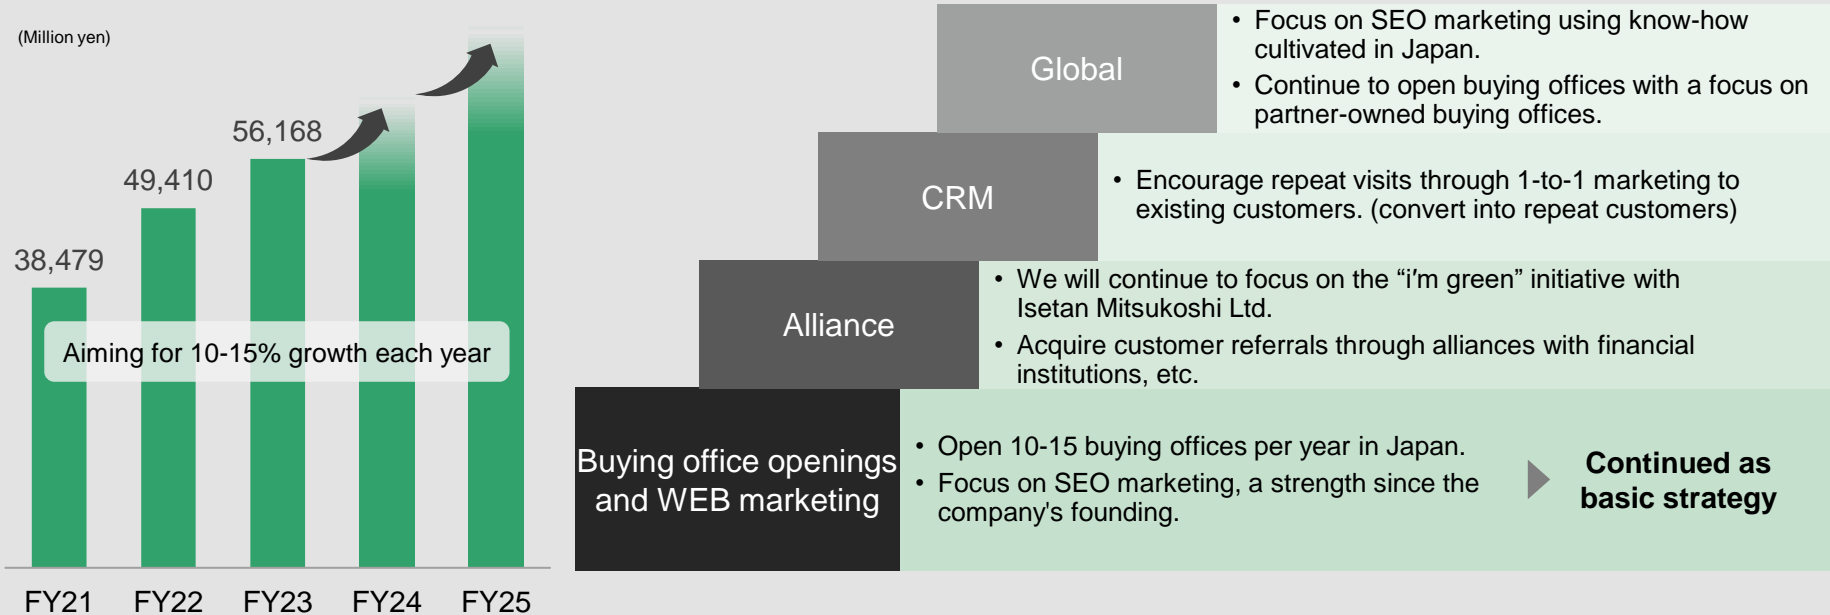 (Million yen)
38,479
49,410
56,168
Aiming for 10-15% growth each year
FY21 FY22 FY23 FY24 FY25
Global
• Focus on SEO marketing using know-how
cultivated in Japan.
• Continue to open buying offices with a focus on
partner-owned buying offices.
CRM
• Encourage repeat visits through 1-to-1 marketing to
existing customers. (convert into repeat customers)
Alliance
• We will continue to focus on the “i′m green” initiative with
Isetan Mitsukoshi Ltd.
• Acquire customer referrals through alliances with financial
institutions, etc.
Buying office openings
and WEB marketing
• Open 10-15 buying offices per year in Japan.
• Focus on SEO marketing, a strength since the
company's founding.
Continued as
basic strategy